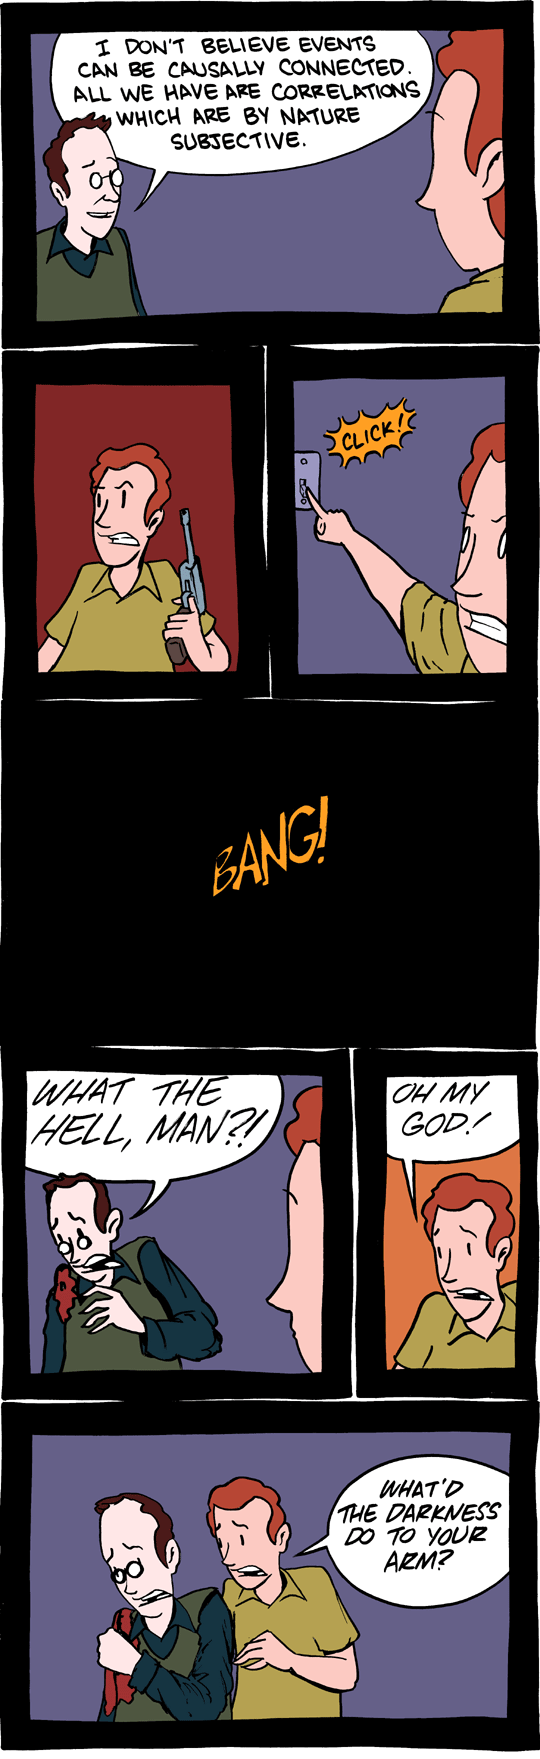 I DON'T BELIEVE EVENTS
CAN BE CAUSALLY CONNECTED.
ALL WE HAVE ARE CORRELATIONS
WHICH ARE BY NATURE
SUBJECTIVE.
CLICK!
BANG!
WHAT THE
HELL, MAN?!
OH MY
GOD!
WHAT'D
THE DARKNESS
DO TO YOUR
ARM?